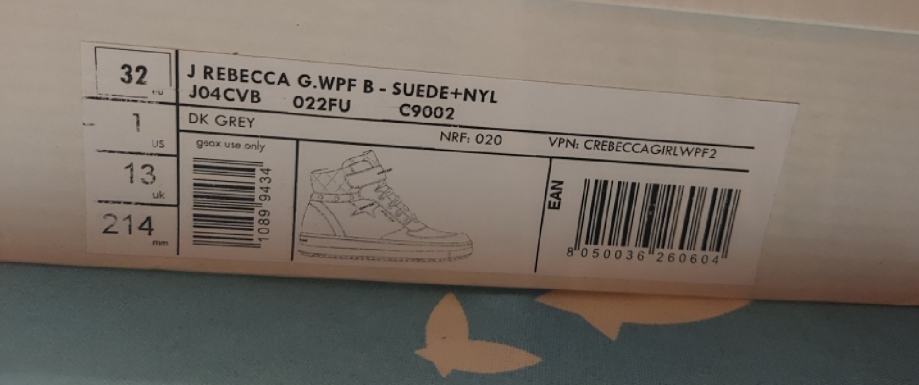 32
EU
1
US
13
uk
214
mm
J REBECCA G.WPF B - SUEDE+NYL
J04CVB 022FU C9002
DK GREY
NRF: 020 VPN: CREBECCAGIRLWPF2
geox use only
1089 9434
EAN
8 050036 260604